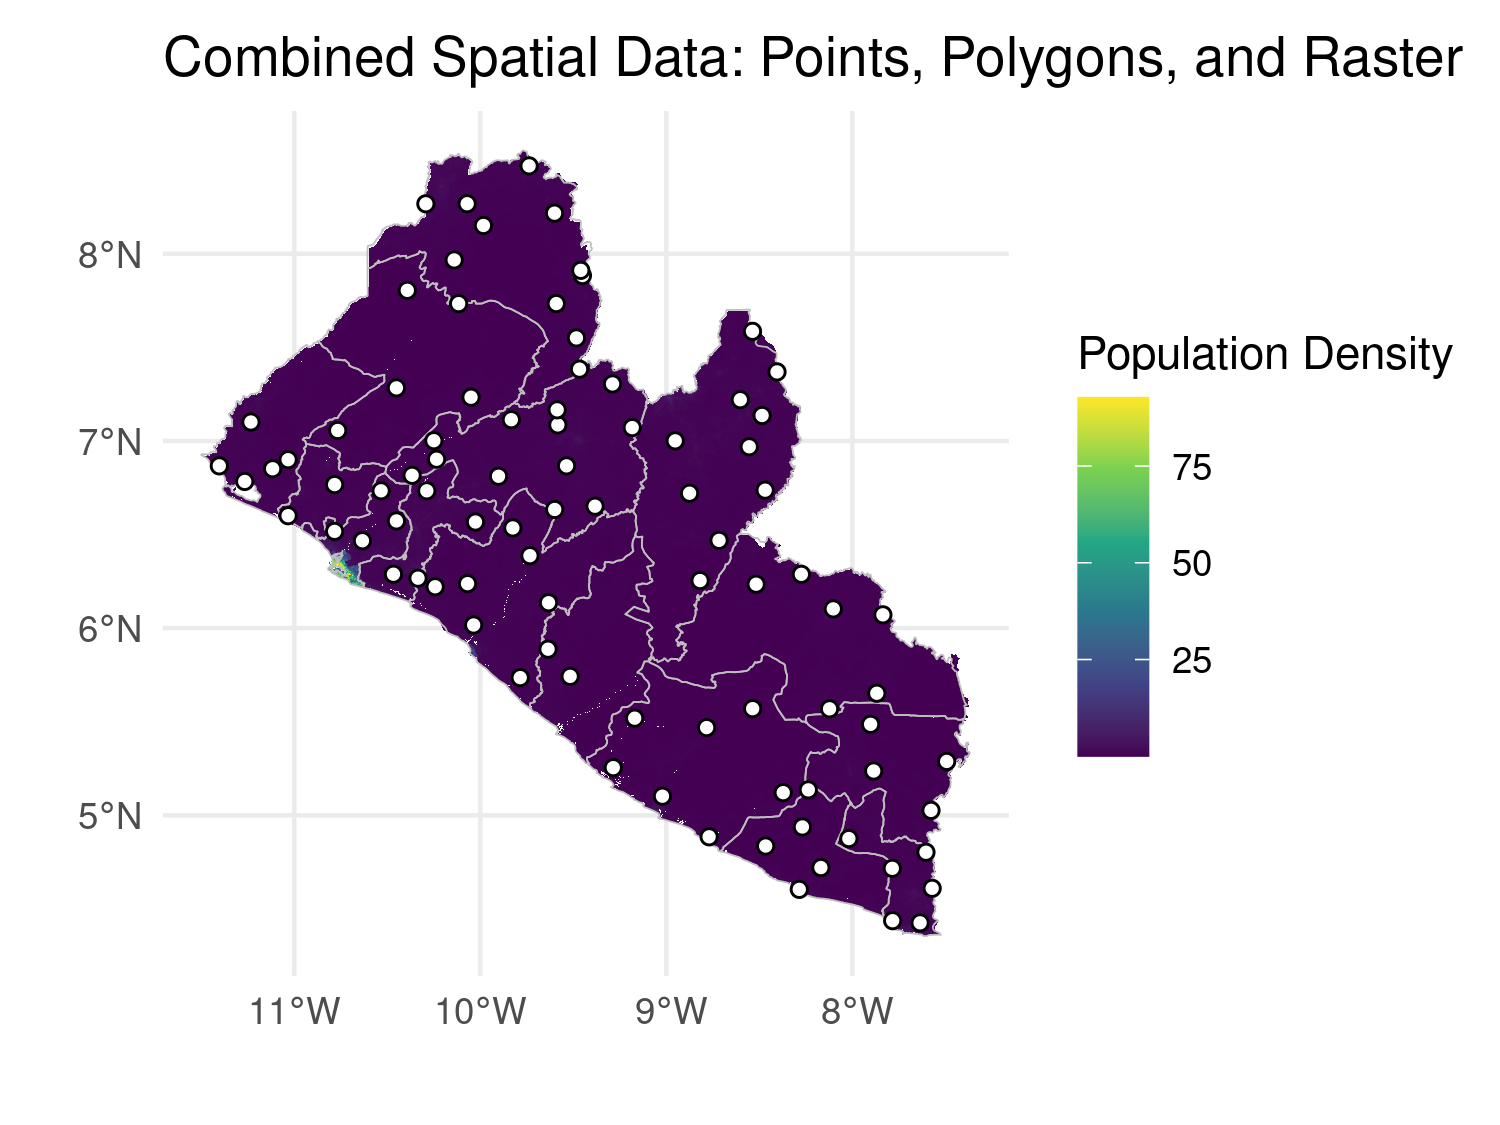 Combined Spatial Data: Points, Polygons, and Raster
8°N
7°N
6°N
5°N
11°W
10°W
9°W
8°W
Population Density
75
50
25